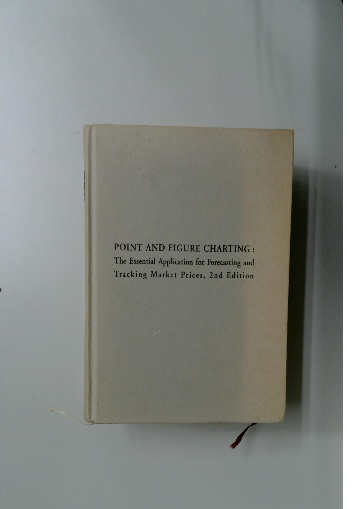 POINT AND FIGURE CHARTING :
The Essential Application for Forecasting and
Tracking Market Prices, 2nd Edition